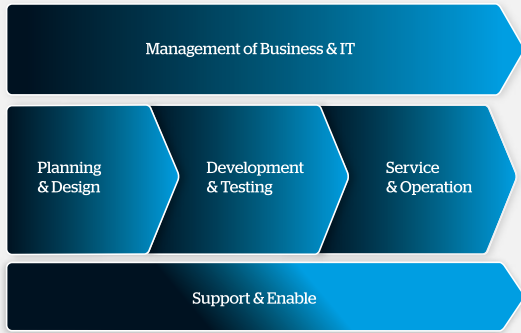 Management of Business & IT
Planning
& Design
Development
& Testing
Service
& Operation
Support & Enable